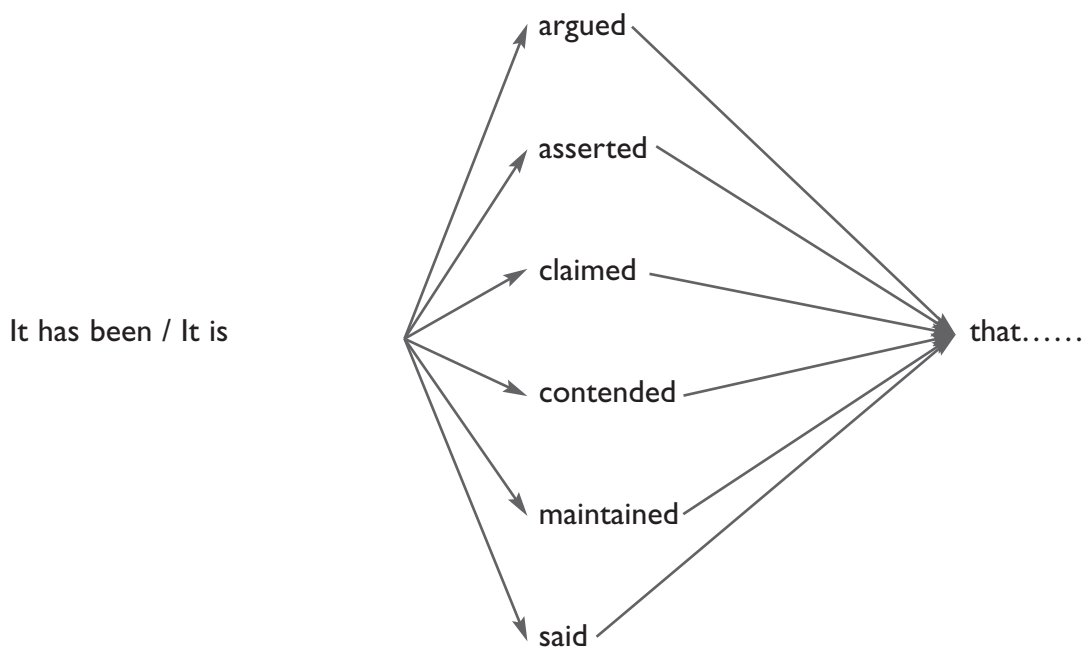 argued
asserted
claimed
It has been / It is
that……
contended
maintained
said